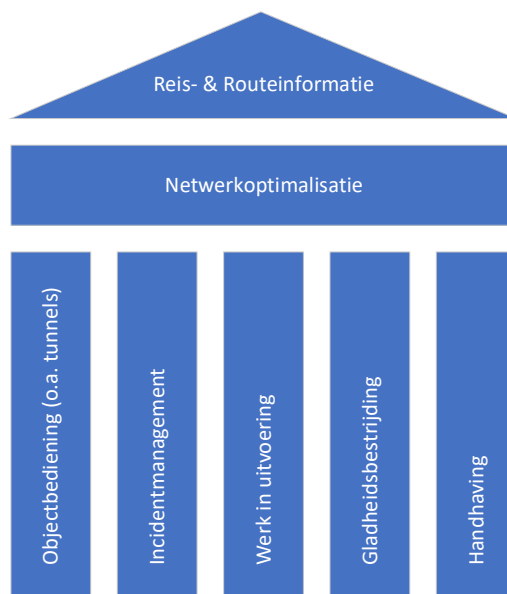 Reis- & Routeinformatie
Netwerkoptimalisatie
Objectbediening (o.a. tunnels)
Incidentmanagement
Werk in uitvoering
Gladheidsbestrijding
Handhaving